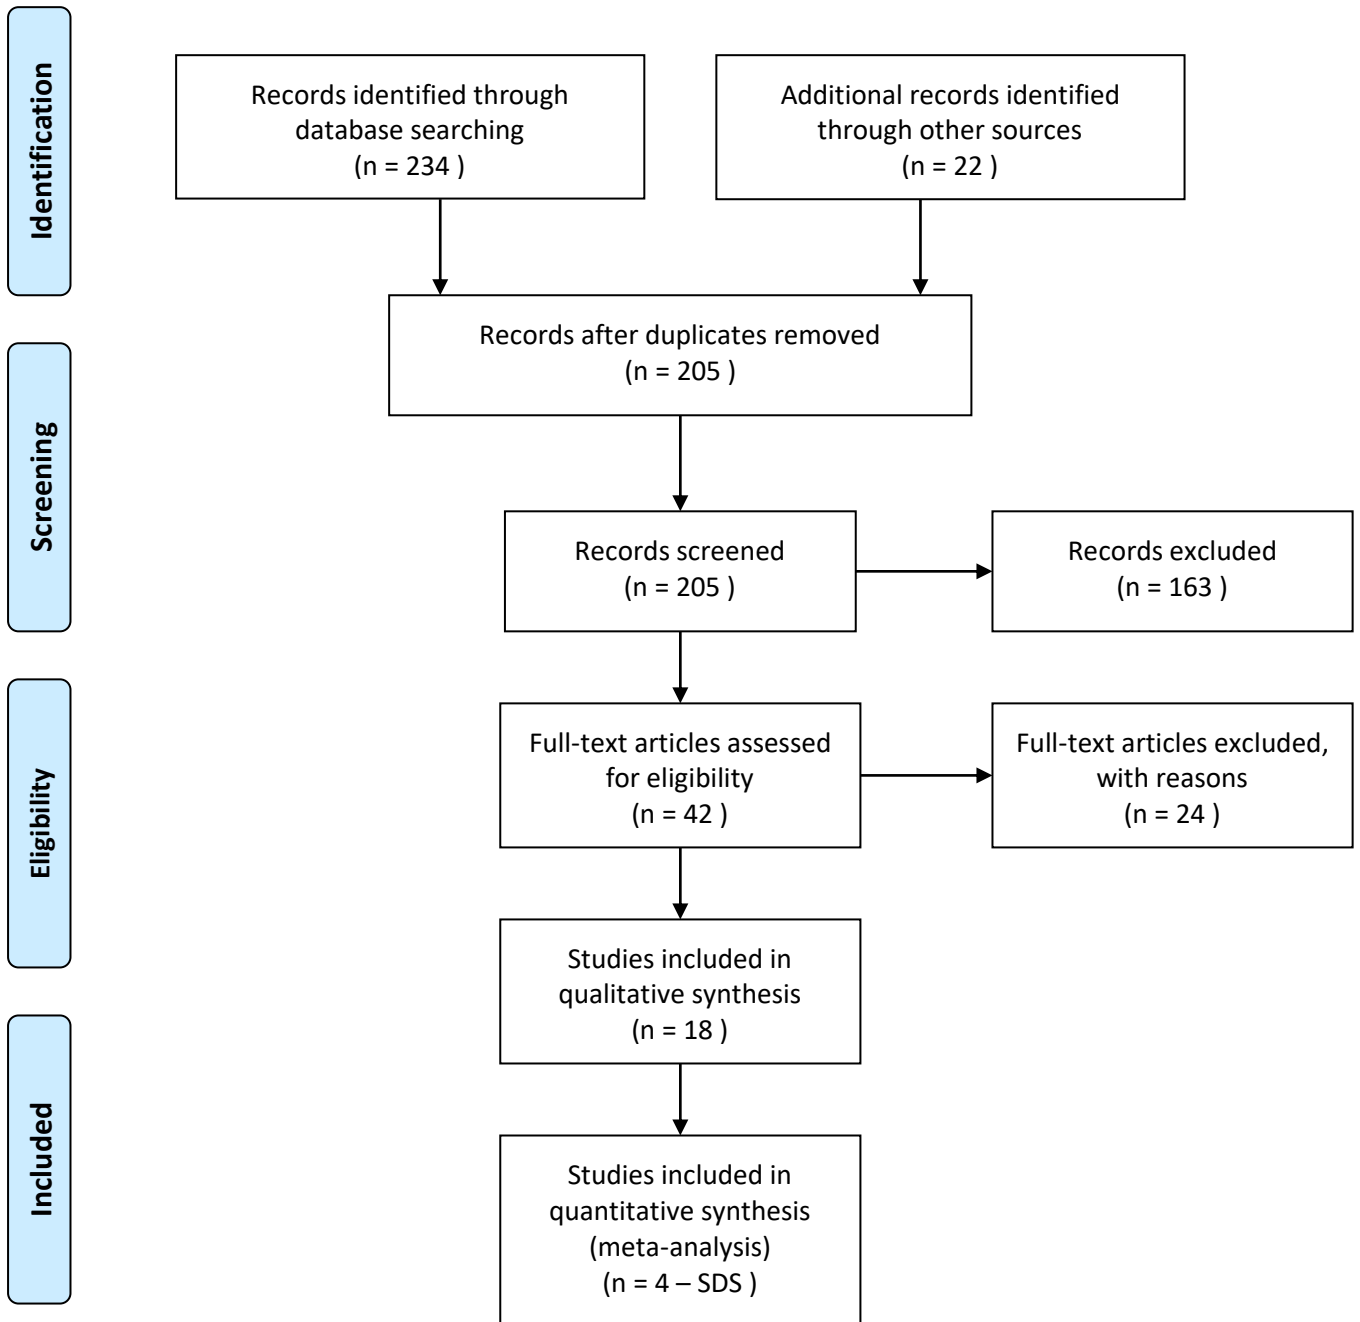 Identification
Records identified through
database searching
(n = 234 )
Additional records identified
through other sources
(n = 22 )
Records after duplicates removed
(n = 205 )
Screening
Records screened
(n = 205 )
Records excluded
(n = 163 )
Eligibility
Full-text articles assessed
for eligibility
(n = 42 )
Full-text articles excluded,
with reasons
(n = 24 )
Studies included in
qualitative synthesis
(n = 18 )
Included
Studies included in
quantitative synthesis
(meta-analysis)
(n = 4 – SDS )